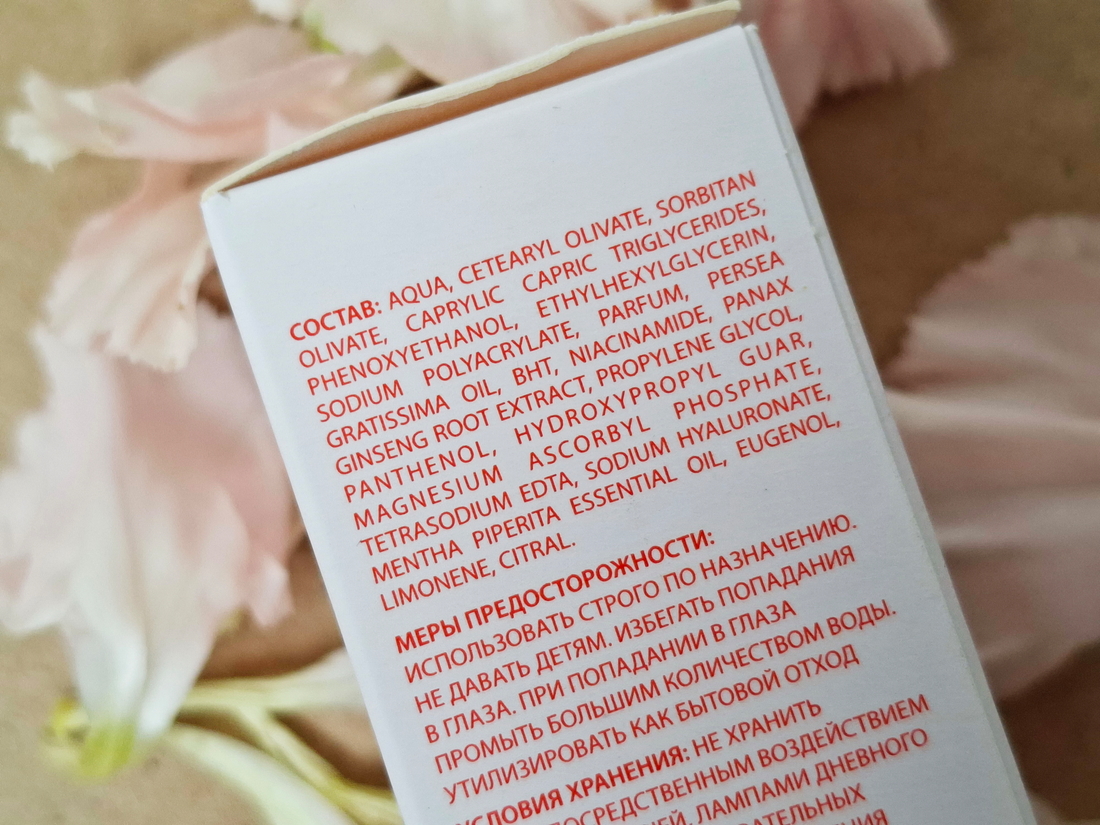 СОСТАВ: AQUA, CETEARYL OLIVATE, SORBITAN
OLIVATE, CAPRYLIC CAPRIC TRIGLYCERIDES,
PHENOXYETHANOL, ETHYLHEXYLGLYCERIN,
SODIUM POLYACRYLATE, PARFUM, PERSEA
GRATISSIMA OIL, BHT, NIACINAMIDE, PANAX
GINSENG ROOT EXTRACT, PROPYLENE GLYCOL,
PANTHENOL, HYDROXYPROPYL GUAR,
MAGNESIUM ASCORBYL PHOSPHATE,
TETRASODIUM EDTA, SODIUM HYALURONATE,
MENTHA PIPERITA ESSENTIAL OIL, EUGENOL,
LIMONENE, CITRAL.
МЕРЫ ПРЕДОСТОРОЖНОСТИ:
ИСПОЛЬЗОВАТЬ СТРОГО ПО НАЗНАЧЕНИЮ.
НЕ ДАВАТЬ ДЕТЯМ. ИЗБЕГАТЬ ПОПАДАНИЯ
В ГЛАЗА. ПРИ ПОПАДАНИИ В ГЛАЗА
ПРОМЫТЬ БОЛЬШИМ КОЛИЧЕСТВОМ ВОДЫ.
УТИЛИЗИРОВАТЬ КАК БЫТОВОЙ ОТХОД
УСЛОВИЯ ХРАНЕНИЯ: НЕ ХРАНИТЬ
ВОЗДЕЙСТВИЕМ
ЛАМПАМИ ДНЕВНОГО